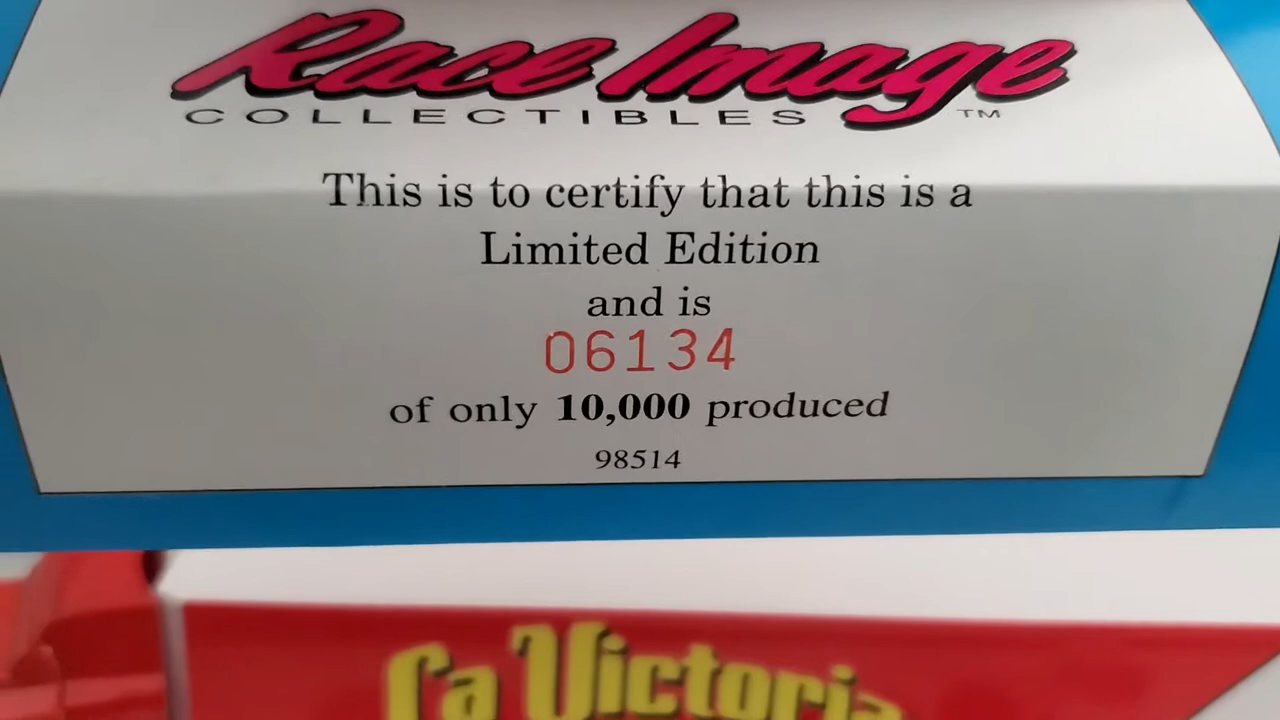 Race Image
COLLECTIBLES ™
This is to certify that this is a
Limited Edition
and is
06134
of only 10,000 produced
98514
La Victoria